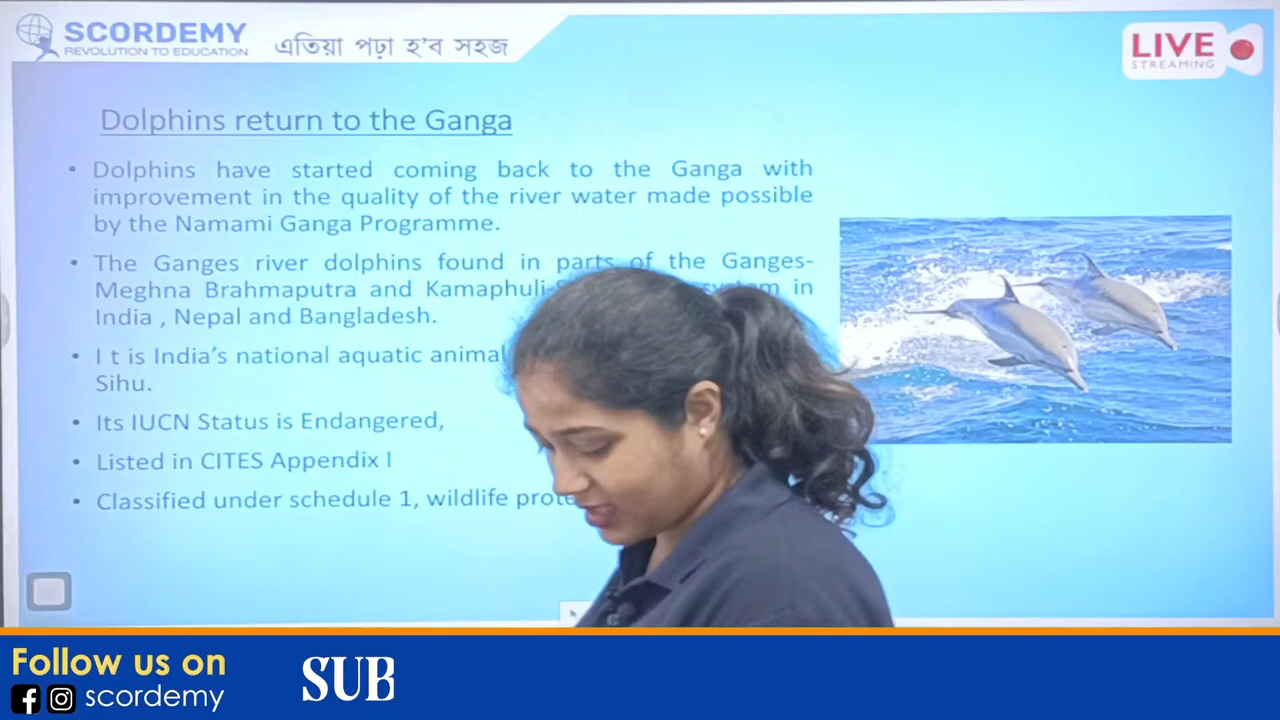 SCORDEMY
REVOLUTION TO EDUCATION
এতিয়া পঢ়া হ'ব সহজ
LIVE
STREAMING
Dolphins return to the Ganga
• Dolphins have started coming back to the Ganga with
improvement in the quality of the river water made possible
by the Namami Ganga Programme.
• The Ganges river dolphins found in parts of the Ganges-
Meghna Brahmaputra and Kamaphuli- in
India , Nepal and Bangladesh.
• I t is India's national aquatic animal
Sihu.
• Its IUCN Status is Endangered,
• Listed in CITES Appendix I
• Classified under schedule 1, wildlife
Follow us on
scordemy
SUB